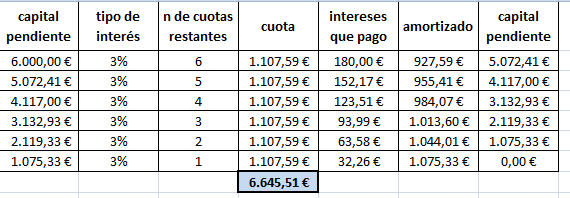 capital pendiente tipo de interés n de cuotas restantes cuota intereses que pago amortizado capital pendiente
6.000,00 € 3% 6 1.107,59 € 180,00 € 927,59 € 5.072,41 €
5.072,41 € 3% 5 1.107,59 € 152,17 € 955,41 € 4.117,00 €
4.117,00 € 3% 4 1.107,59 € 123,51 € 984,07 € 3.132,93 €
3.132,93 € 3% 3 1.107,59 € 93,99 € 1.013,60 € 2.119,33 €
2.119,33 € 3% 2 1.107,59 € 63,58 € 1.044,01 € 1.075,33 €
1.075,33 € 3% 1 1.107,59 € 32,26 € 1.075,33 € 0,00 €
6.645,51 €